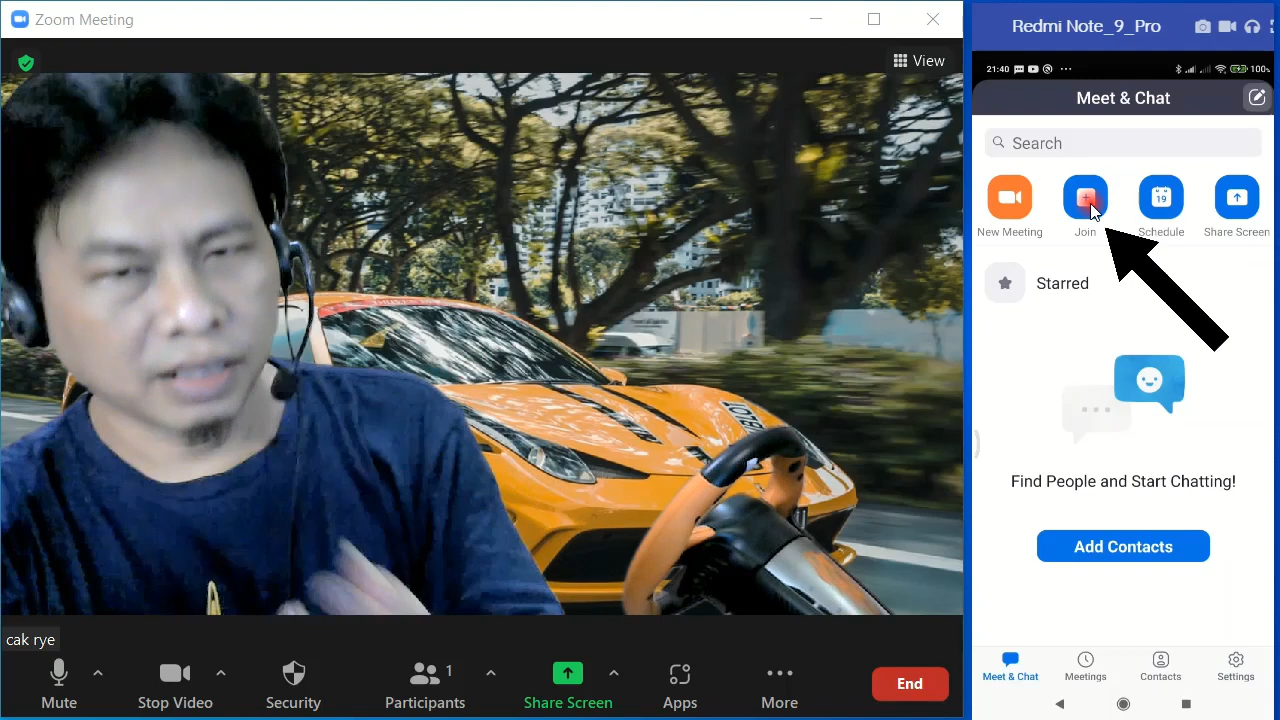 Zoom Meeting
View
cak rye
Mute
Stop Video
Security
Participants
1
Share Screen
Apps
More
End
Redmi Note_9_Pro
21:40
100%
Meet & Chat
Search
19
New Meeting
Join
Schedule
Share Screen
Starred
Find People and Start Chatting!
Add Contacts
Meet & Chat
Meetings
Contacts
Settings